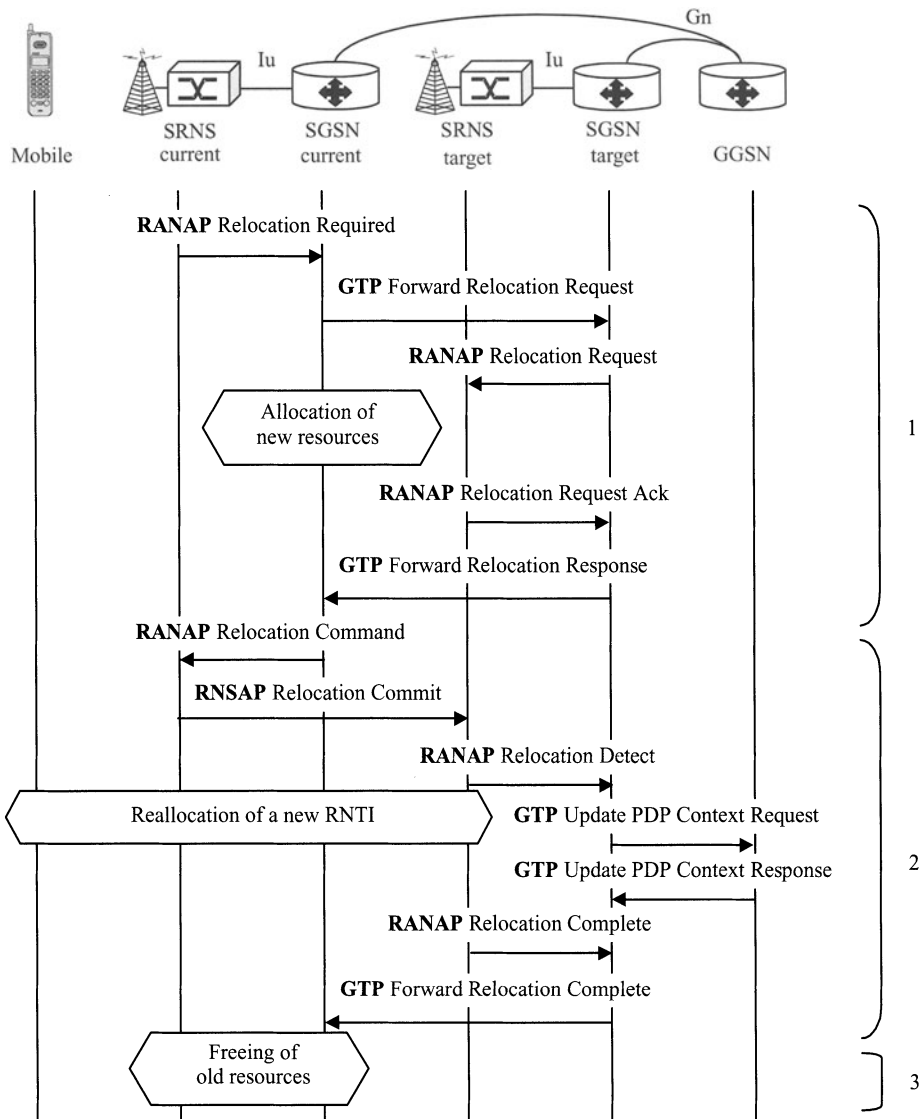 Gn
Iu
Iu
Mobile
SRNS
current
SGSN
current
SRNS
target
SGSN
target
GGSN
RANAP Relocation Required
GTP Forward Relocation Request
RANAP Relocation Request
Allocation of
new resources
1
RANAP Relocation Request Ack
GTP Forward Relocation Response
RANAP Relocation Command
RNSAP Relocation Commit
RANAP Relocation Detect
Reallocation of a new RNTI
GTP Update PDP Context Request
2
GTP Update PDP Context Response
RANAP Relocation Complete
GTP Forward Relocation Complete
Freeing of
old resources
3